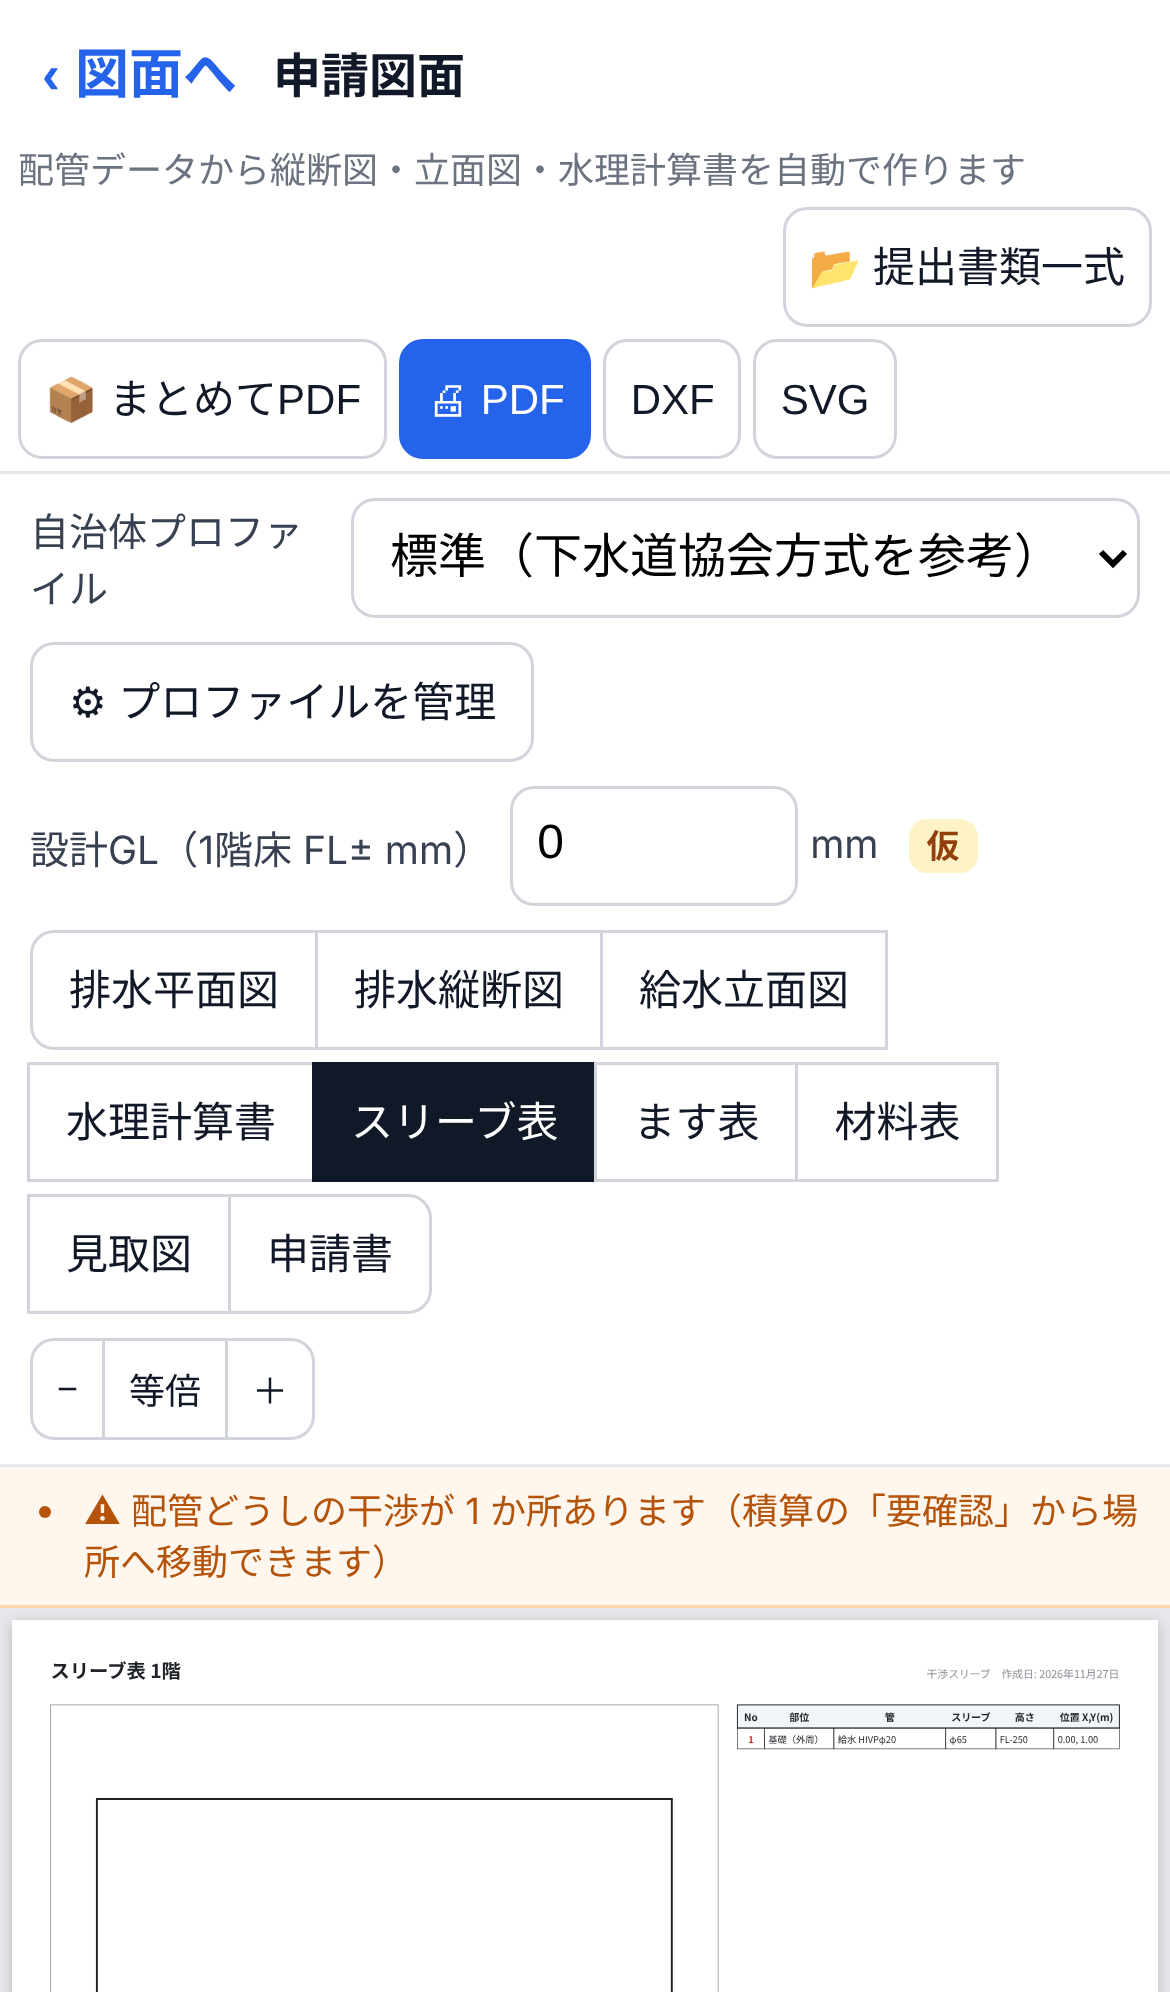 ‹ 図面へ 申請図面
配管データから縦断図・立面図・水理計算書を自動で作ります
📂 提出書類一式
📦 まとめてPDF 🖨 PDF DXF SVG
自治体プロファ
イル
標準（下水道協会方式を参考）
⚙ プロファイルを管理
設計GL（1階床 FL± mm） 0 mm 仮
排水平面図 排水縦断図 給水立面図
水理計算書 スリーブ表 ます表 材料表
見取図 申請書
− 等倍 ＋
• ⚠ 配管どうしの干渉が 1 か所あります（積算の「要確認」から場
所へ移動できます）
スリーブ表 1階 干渉スリーブ 作成日: 2026年11月27日
No 部位 管 スリーブ 高さ 位置 X,Y(m)
1 基礎（外周） 給水 HIVPφ20 φ65 FL-250 0.00, 1.00